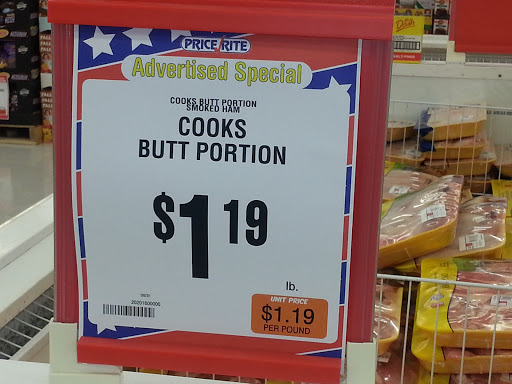 PRICE RITE
Advertised Special
COOKS BUTT PORTION
SMOKED HAM
COOKS
BUTT PORTION
$1 19
lb.
UNIT PRICE
$1.19
PER POUND